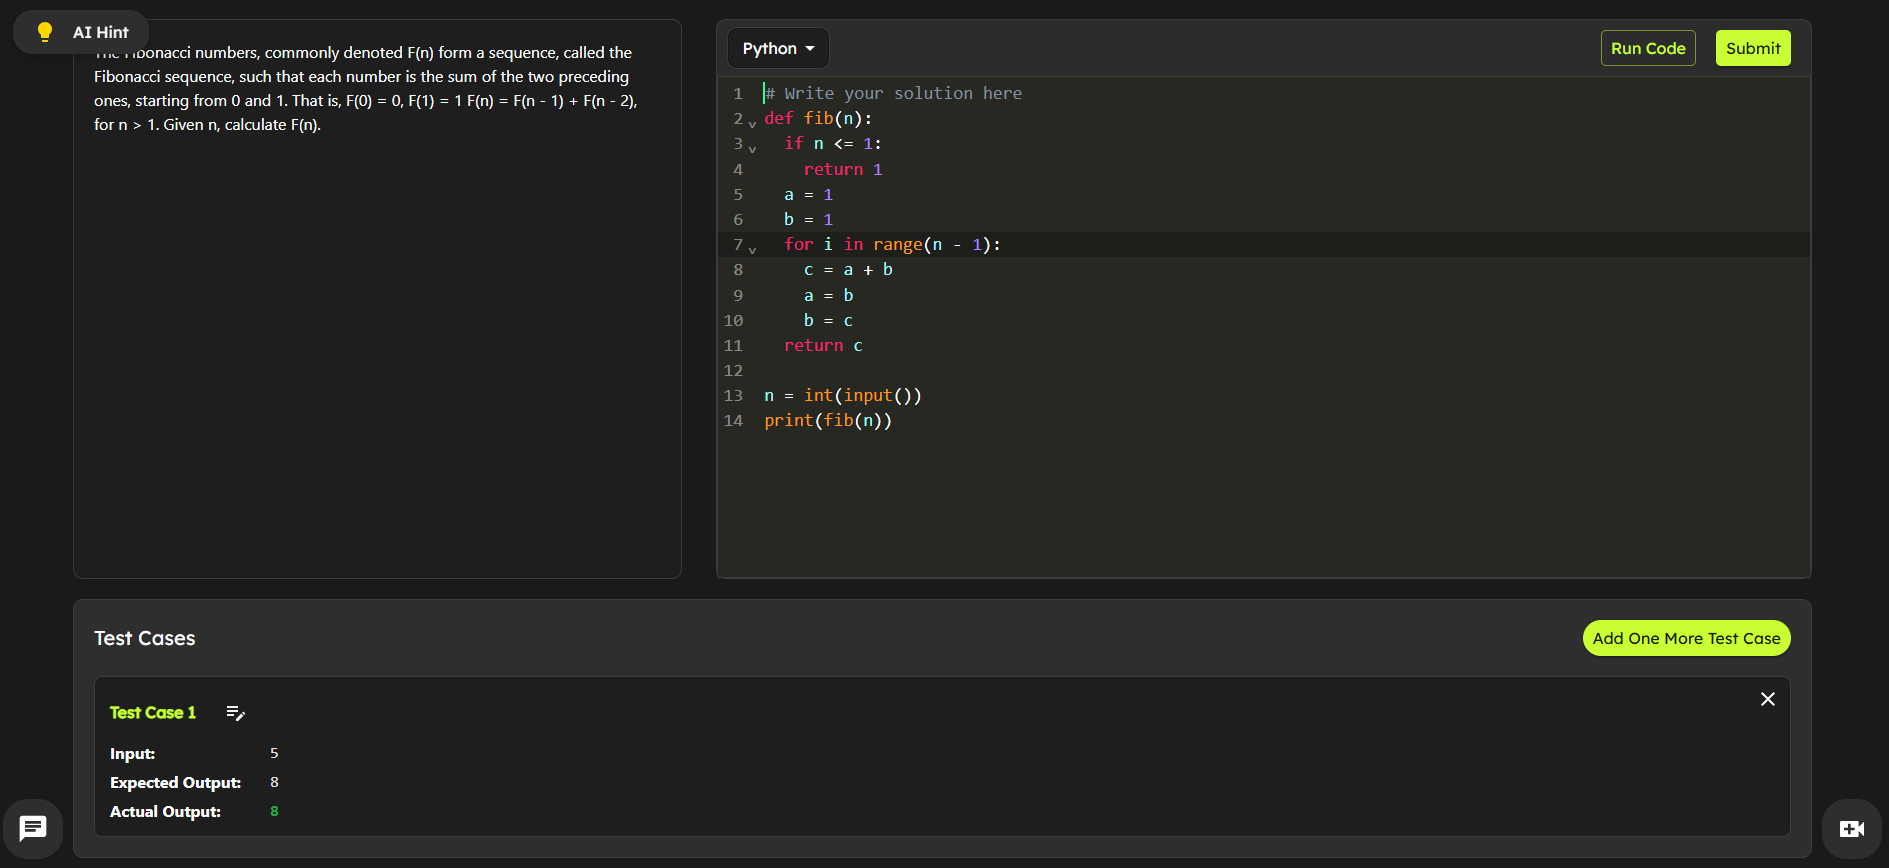 AI Hint
Fibonacci numbers, commonly denoted F(n) form a sequence, called the
Fibonacci sequence, such that each number is the sum of the two preceding
ones, starting from 0 and 1. That is, F(0) = 0, F(1) = 1 F(n) = F(n - 1) + F(n - 2),
for n > 1. Given n, calculate F(n).
Python
Run Code
Submit
1 # Write your solution here
2 def fib(n):
3   if n <= 1:
4     return 1
5   a = 1
6   b = 1
7   for i in range(n - 1):
8     c = a + b
9     a = b
10     b = c
11   return c
12
13 n = int(input())
14 print(fib(n))
Test Cases
Add One More Test Case
Test Case 1
Input: 5
Expected Output: 8
Actual Output: 8